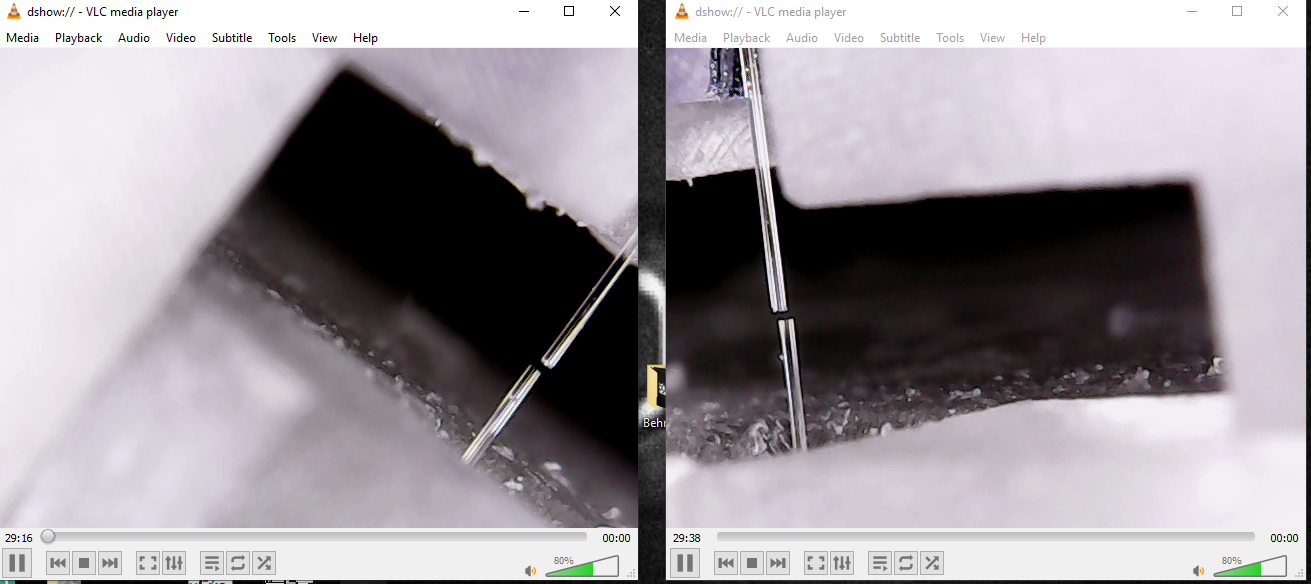 dshow:// - VLC media player
Media Playback Audio Video Subtitle Tools View Help
29:16 00:00
80%
dshow:// - VLC media player
Media Playback Audio Video Subtitle Tools View Help
29:38 00:00
80%
Beh